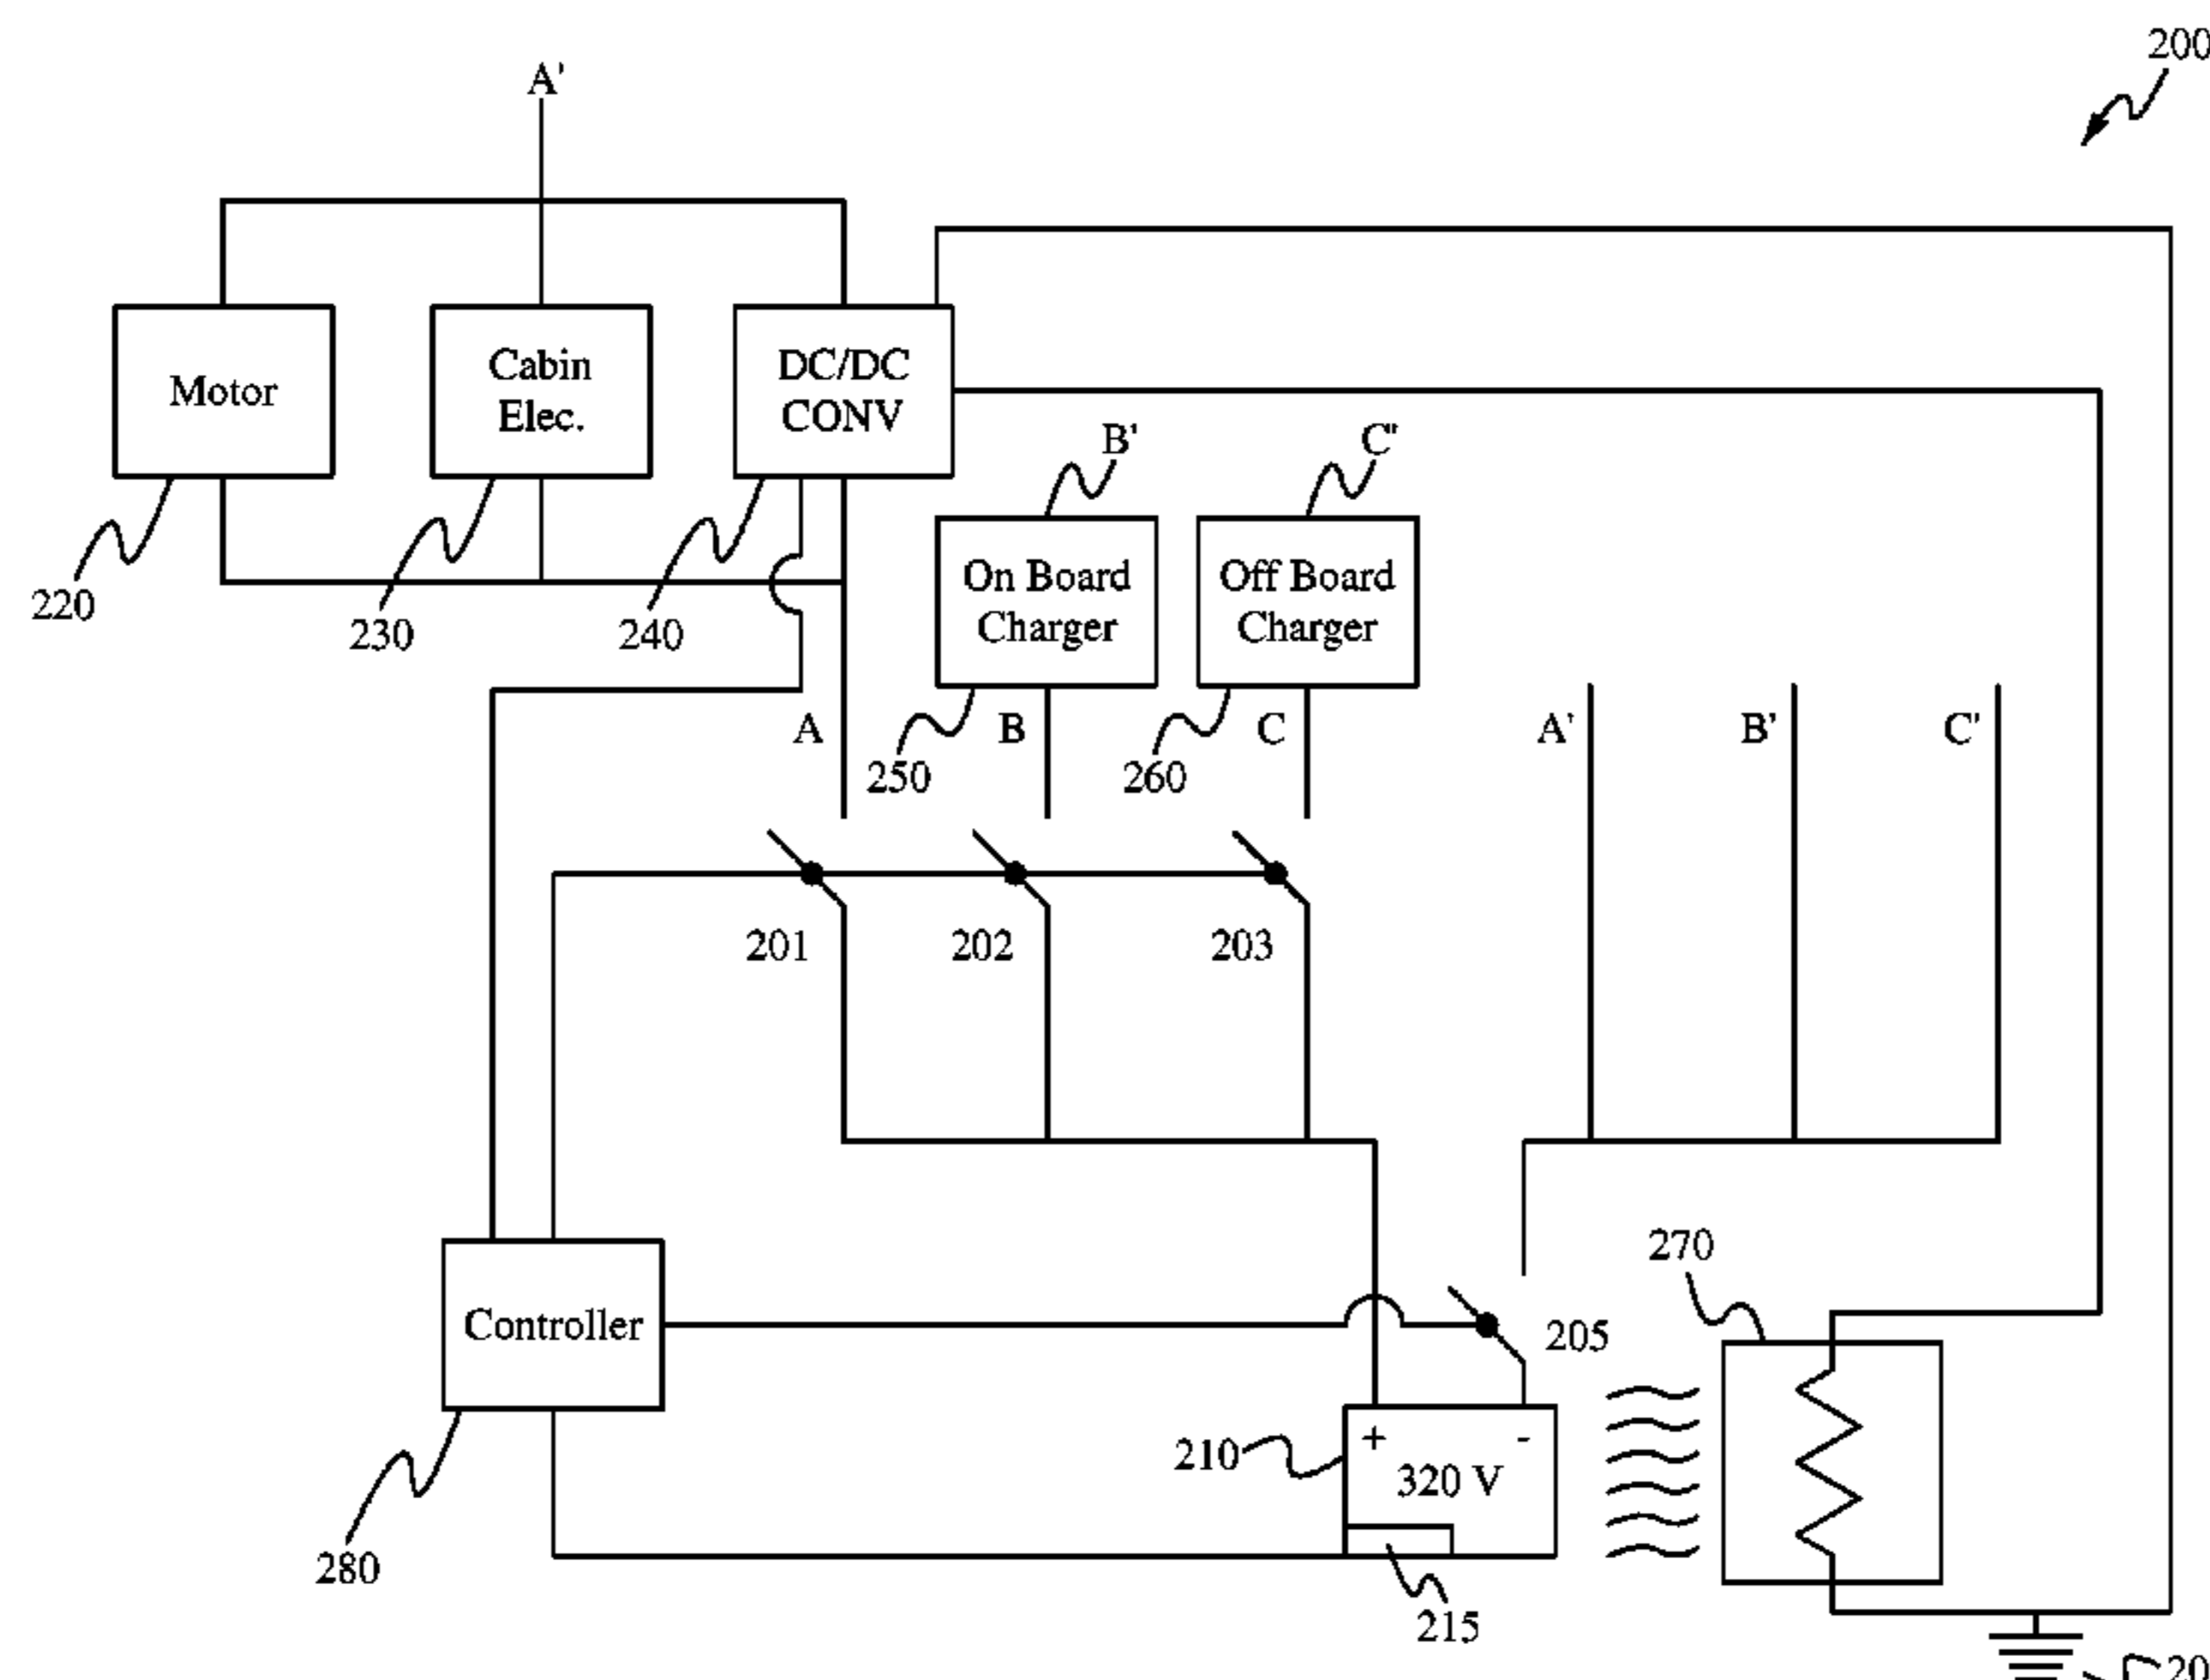 200
A'
Motor
Cabin
Elec.
DC/DC
CONV
B'
C'
On Board
Charger
Off Board
Charger
220
230
240
A
B
C
A'
B'
C'
250
260
201
202
203
270
Controller
205
210
+
-
320 V
280
215